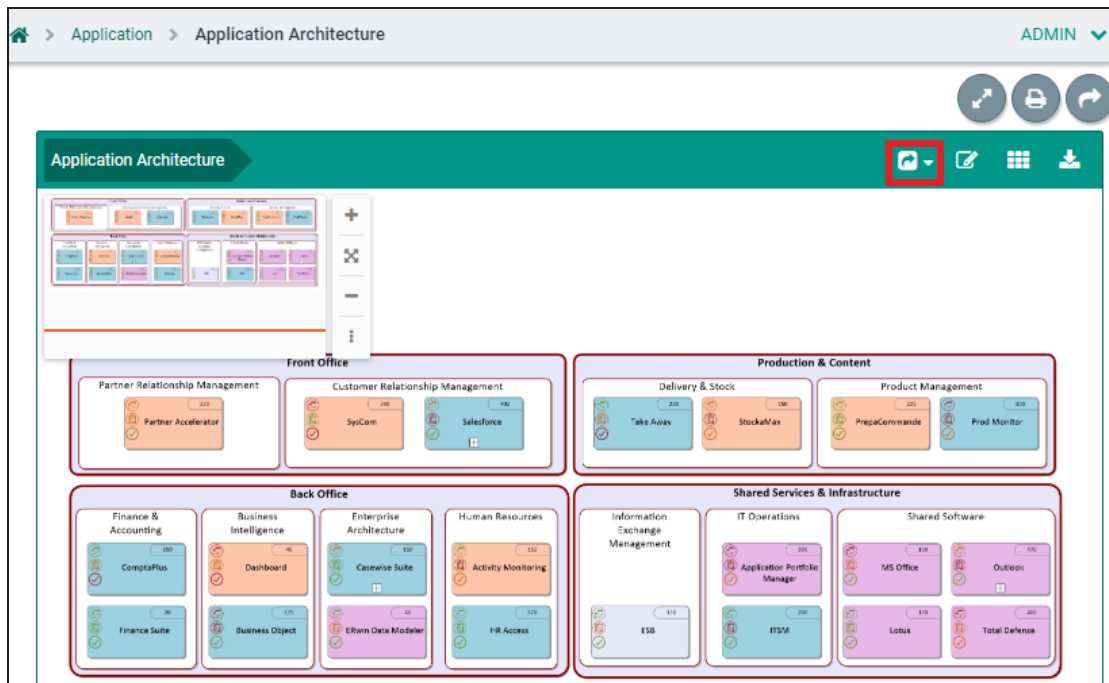 Application > Application Architecture
ADMIN
Application Architecture
Front Office
Partner Relationship Management
Partner Accelerator
Customer Relationship Management
SysCom
Salesforce
Production & Content
Delivery & Stock
Take Away
StockaMax
Product Management
PrepaCommande
Prod Monitor
Back Office
Finance &
Accounting
ComptaPlus
Finance Suite
Business
Intelligence
Dashboard
Business Object
Enterprise
Architecture
Casewise Suite
ERwin Data Modeler
Human Resources
Activity Monitoring
HR Access
Shared Services & Infrastructure
Information
Exchange
Management
ESB
IT Operations
Application Portfolio
Manager
ITSM
Shared Software
MS Office
Outlook
Lotus
Total Defense